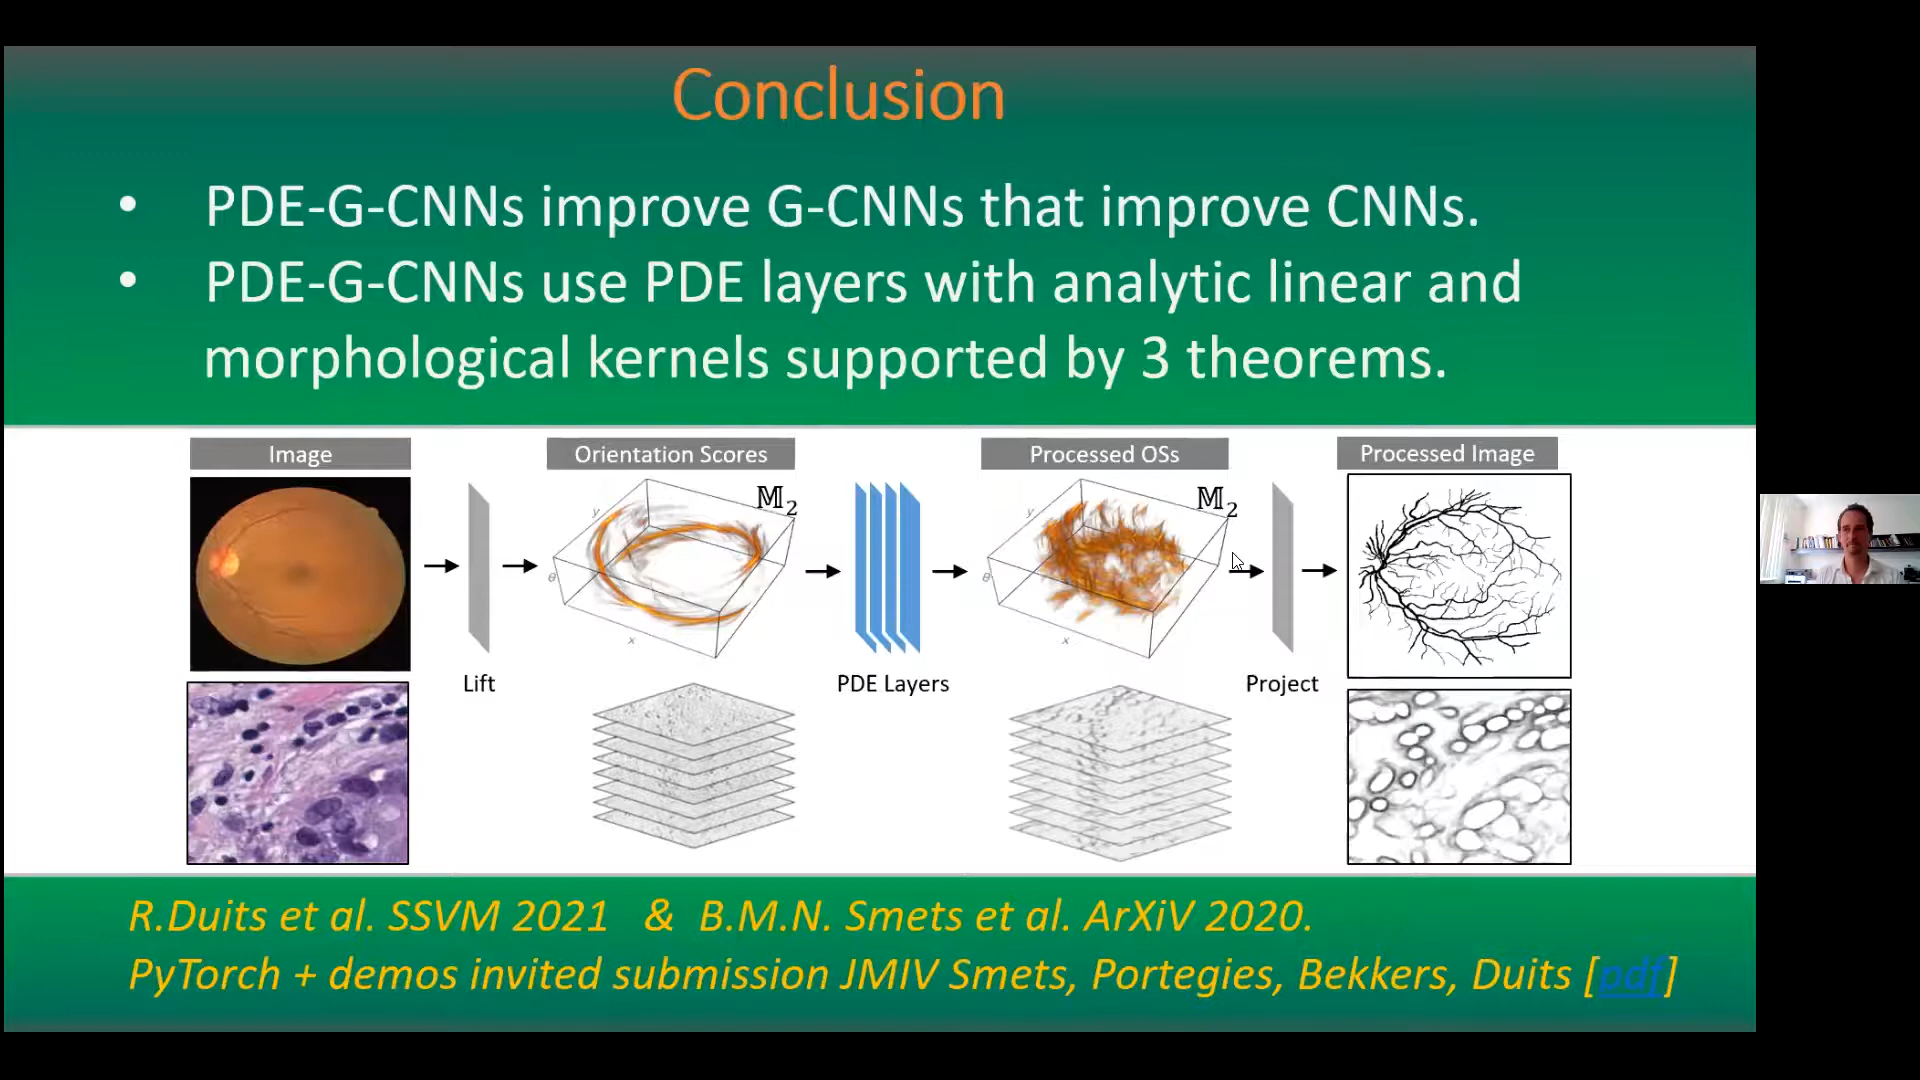 Conclusion
• PDE-G-CNNs improve G-CNNs that improve CNNs.
• PDE-G-CNNs use PDE layers with analytic linear and
morphological kernels supported by 3 theorems.
Image
Orientation Scores
Processed OSs
Processed Image
𝕄₂
𝕄₂
y
θ
x
y
θ
x
Lift
PDE Layers
Project
R.Duits et al. SSVM 2021 & B.M.N. Smets et al. ArXiV 2020.
PyTorch + demos invited submission JMIV Smets, Portegies, Bekkers, Duits [pdf]